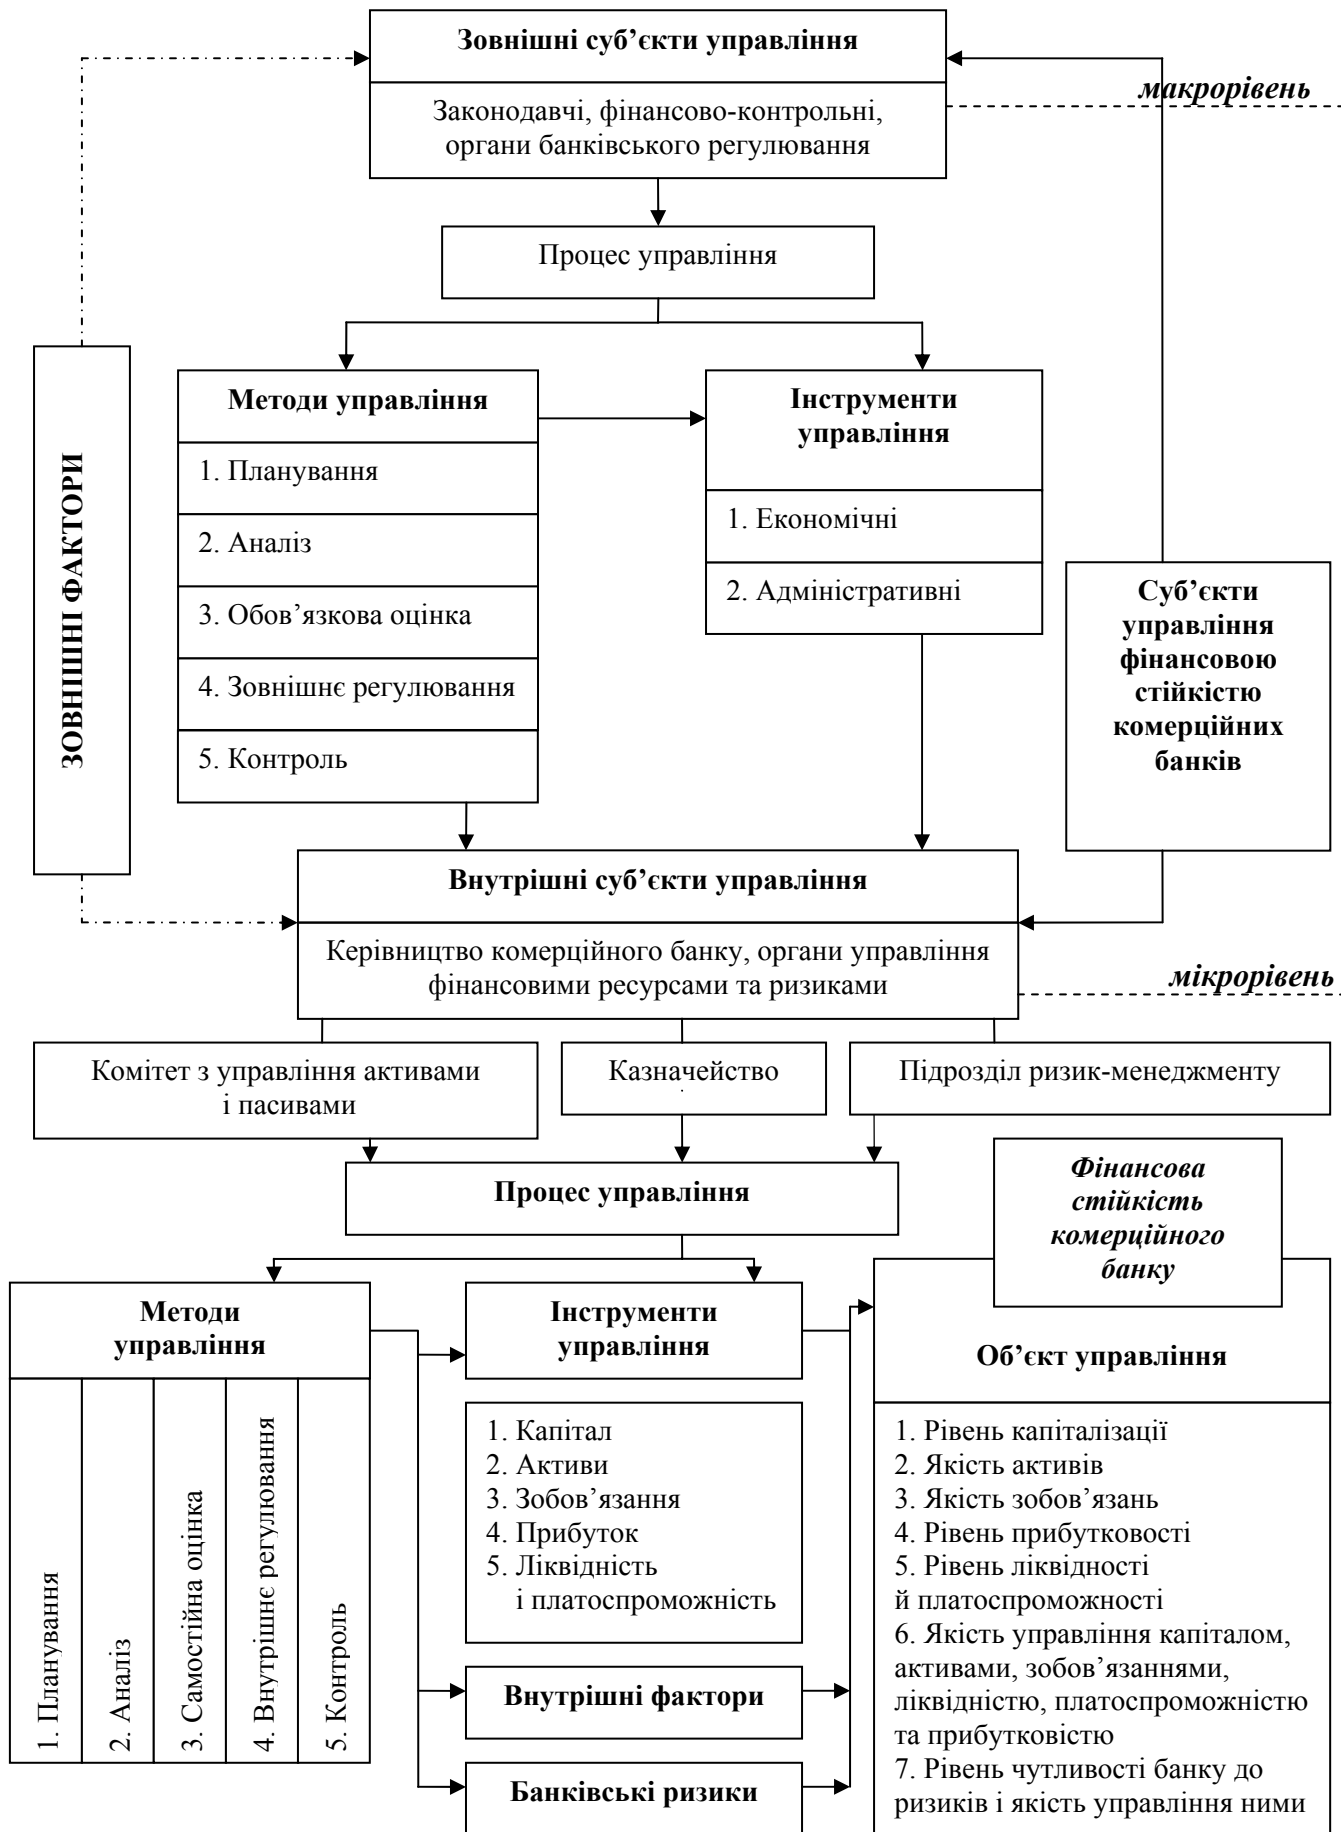 Зовнішні суб’єкти управління
макрорівень
Законодавчі, фінансово-контрольні,
органи банківського регулювання
Процес управління
ЗОВНІШНІ ФАКТОРИ
Методи управління
1. Планування
2. Аналіз
3. Обов’язкова оцінка
4. Зовнішнє регулювання
5. Контроль
Інструменти
управління
1. Економічні
2. Адміністративні
Суб’єкти
управління
фінансовою
стійкістю
комерційних
банків
Внутрішні суб’єкти управління
Керівництво комерційного банку, органи управління
фінансовими ресурсами та ризиками
мікрорівень
Комітет з управління активами
і пасивами
Казначейство
Підрозділ ризик-менеджменту
Процес управління
Фінансова
стійкість
комерційного
банку
Методи
управління
1. Планування
2. Аналіз
3. Самостійна оцінка
4. Внутрішнє регулювання
5. Контроль
Інструменти
управління
1. Капітал
2. Активи
3. Зобов’язання
4. Прибуток
5. Ліквідність
і платоспроможність
Внутрішні фактори
Банківські ризики
Об’єкт управління
1. Рівень капіталізації
2. Якість активів
3. Якість зобов’язань
4. Рівень прибутковості
5. Рівень ліквідності
й платоспроможності
6. Якість управління капіталом,
активами, зобов’язаннями,
ліквідністю, платоспроможністю
та прибутковістю
7. Рівень чутливості банку до
ризиків і якість управління ними